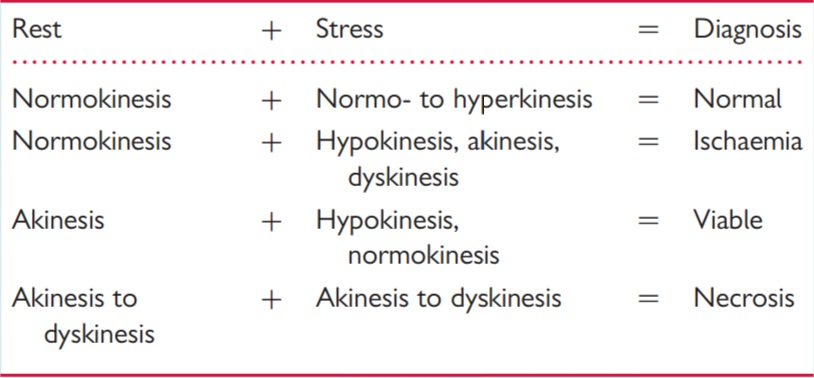 Rest + Stress = Diagnosis
Normokinesis + Normo- to hyperkinesis = Normal
Normokinesis + Hypokinesis, akinesis, = Ischaemia
dyskinesis
Akinesis + Hypokinesis, = Viable
normokinesis
Akinesis to + Akinesis to dyskinesis = Necrosis
dyskinesis